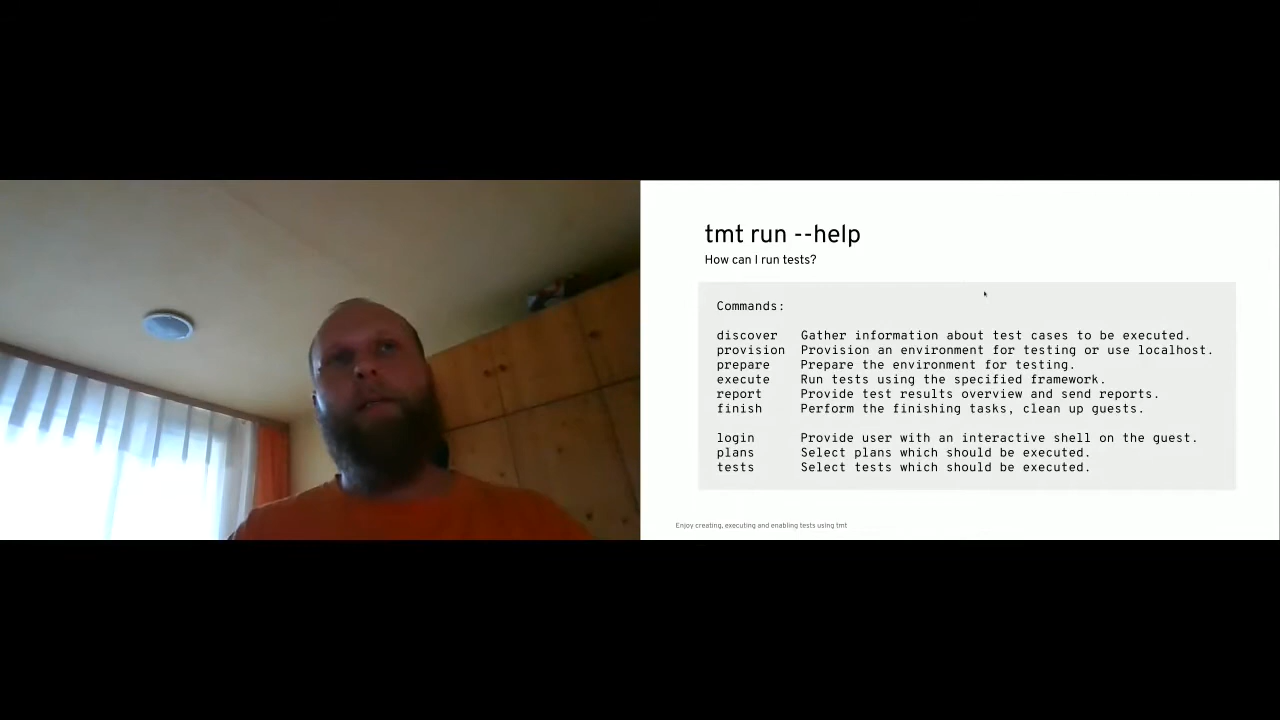 tmt run --help
How can I run tests?
Commands:
discover Gather information about test cases to be executed.
provision Provision an environment for testing or use localhost.
prepare Prepare the environment for testing.
execute Run tests using the specified framework.
report Provide test results overview and send reports.
finish Perform the finishing tasks, clean up guests.
login Provide user with an interactive shell on the guest.
plans Select plans which should be executed.
tests Select tests which should be executed.
Enjoy creating, executing and enabling tests using tmt